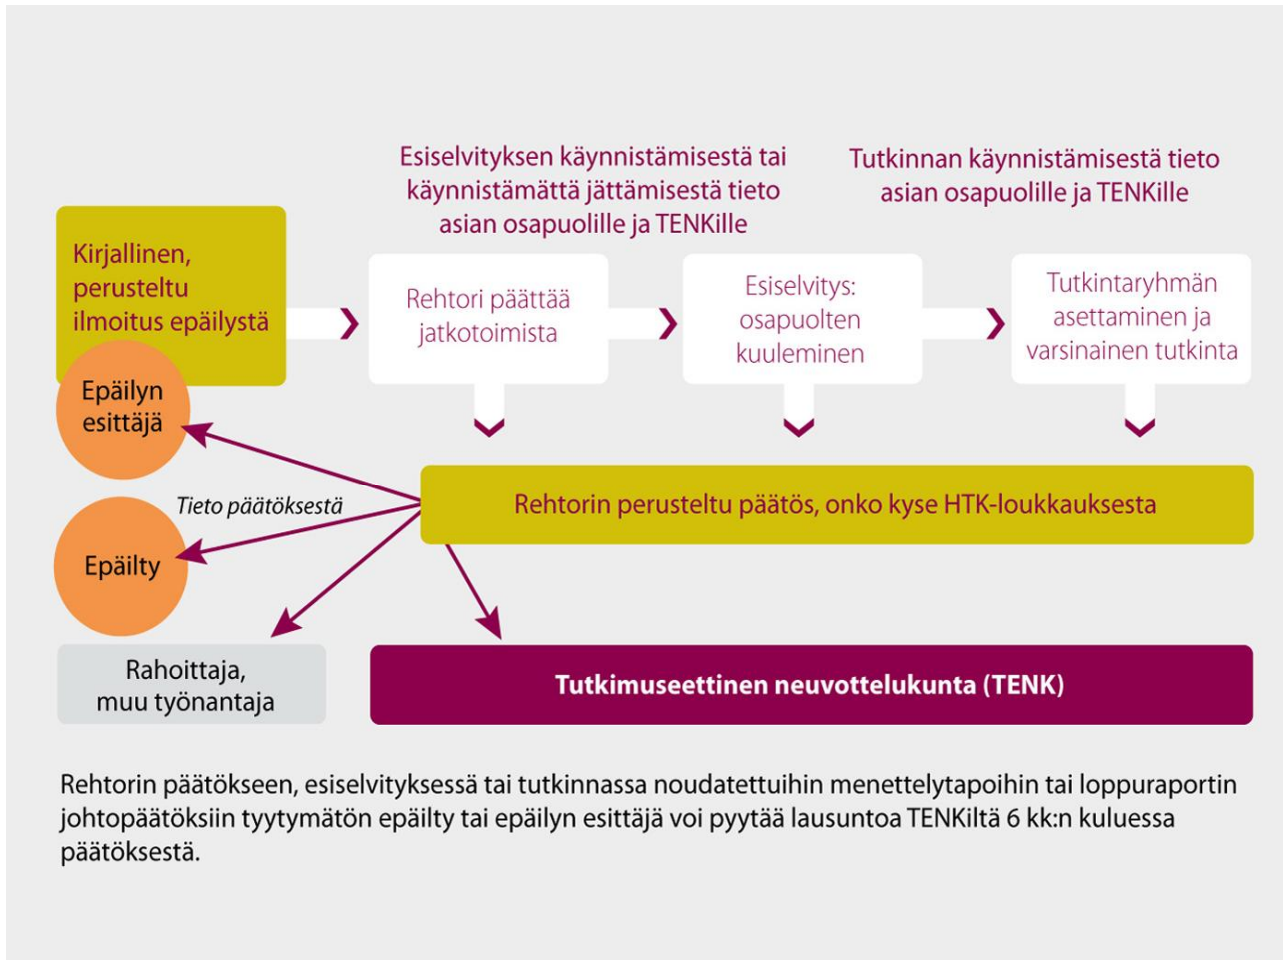 Esiselvityksen käynnistämisestä tai
käynnistämättä jättämisestä tieto
asian osapuolille ja TENKille
Tutkinnan käynnistämisestä tieto
asian osapuolille ja TENKille
Kirjallinen,
perusteltu
ilmoitus epäilystä
Rehtori päättää
jatkotoimista
Esiselvitys:
osapuolten
kuuleminen
Tutkintaryhmän
asettaminen ja
varsinainen tutkinta
Epäilyn
esittäjä
Tieto päätöksestä
Rehtorin perusteltu päätös, onko kyse HTK-loukkauksesta
Epäilty
Rahoittaja,
muu työnantaja
Tutkimuseettinen neuvottelukunta (TENK)
Rehtorin päätökseen, esiselvityksessä tai tutkinnassa noudatettuihin menettelytapoihin tai loppuraportin
johtopäätöksiin tyytymätön epäilty tai epäilyn esittäjä voi pyytää lausuntoa TENKiltä 6 kk:n kuluessa
päätöksestä.